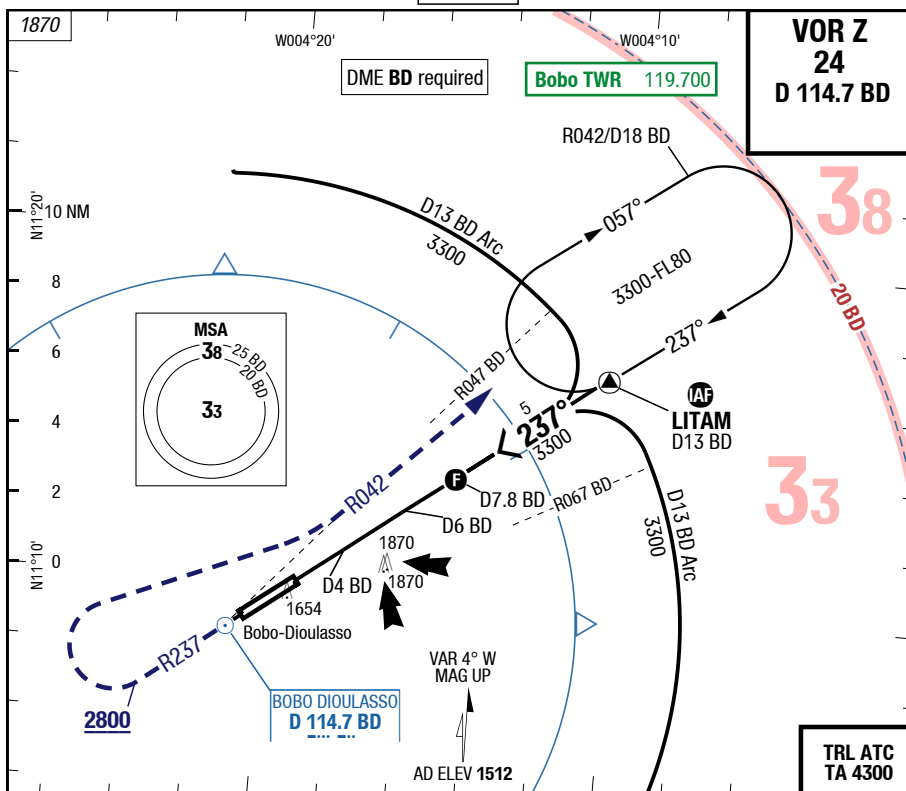 1870
W004°20'
W004°10'
VOR Z
24
D 114.7 BD
DME BD required
Bobo TWR 119.700
R042/D18 BD
38
N11°20'
10 NM
D13 BD Arc
3300
057°
3300-FL80
237°
20 BD
8
MSA
38
25 BD
20 BD
33
6
R047 BD
IAF
LITAM
D13 BD
4
5
237°
3300
33
R042
F
D7.8 BD
R067 BD
D13 BD Arc
3300
2
D6 BD
N11°10'
0
1870
1870
D4 BD
1654
Bobo-Dioulasso
R237
2800
BOBO DIOULASSO
D 114.7 BD
VAR 4° W
MAG UP
AD ELEV 1512
TRL ATC
TA 4300